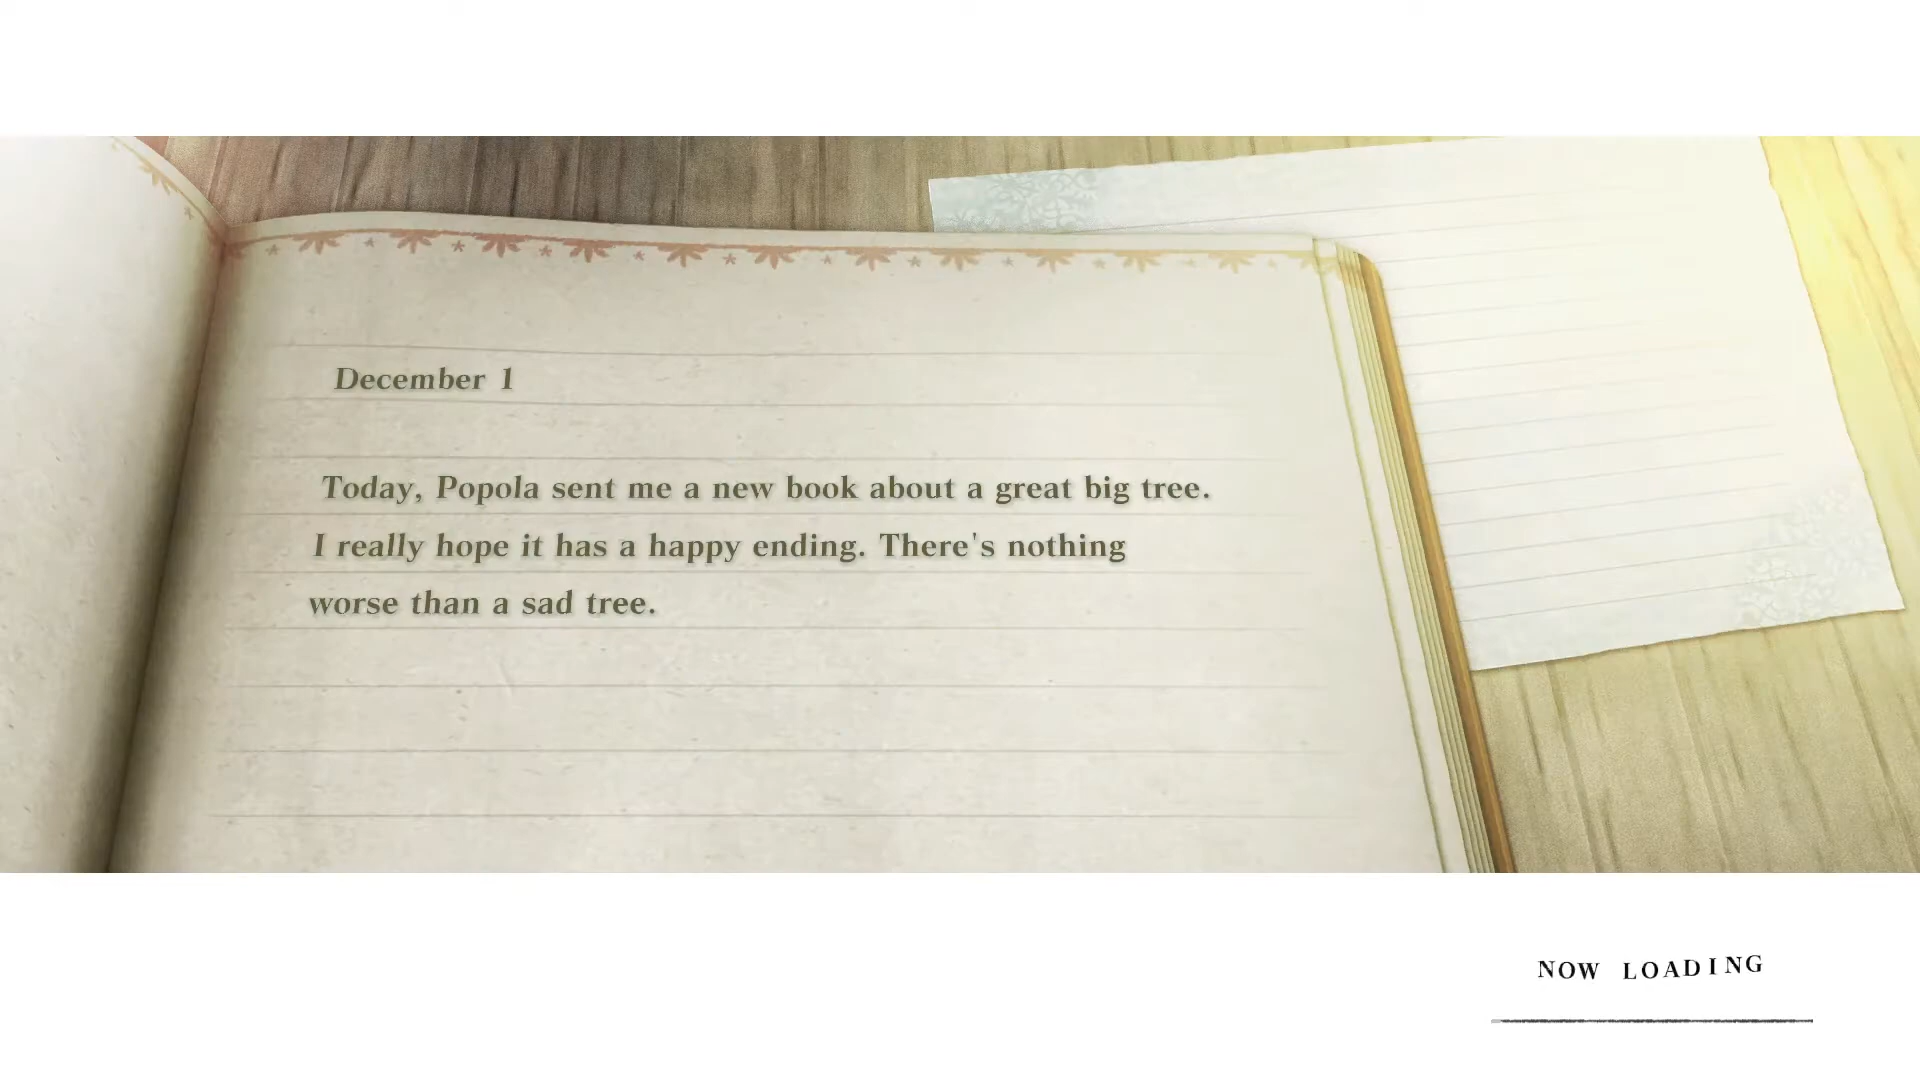 December 1
Today, Popola sent me a new book about a great big tree.
I really hope it has a happy ending. There's nothing
worse than a sad tree.
NOW LOADING